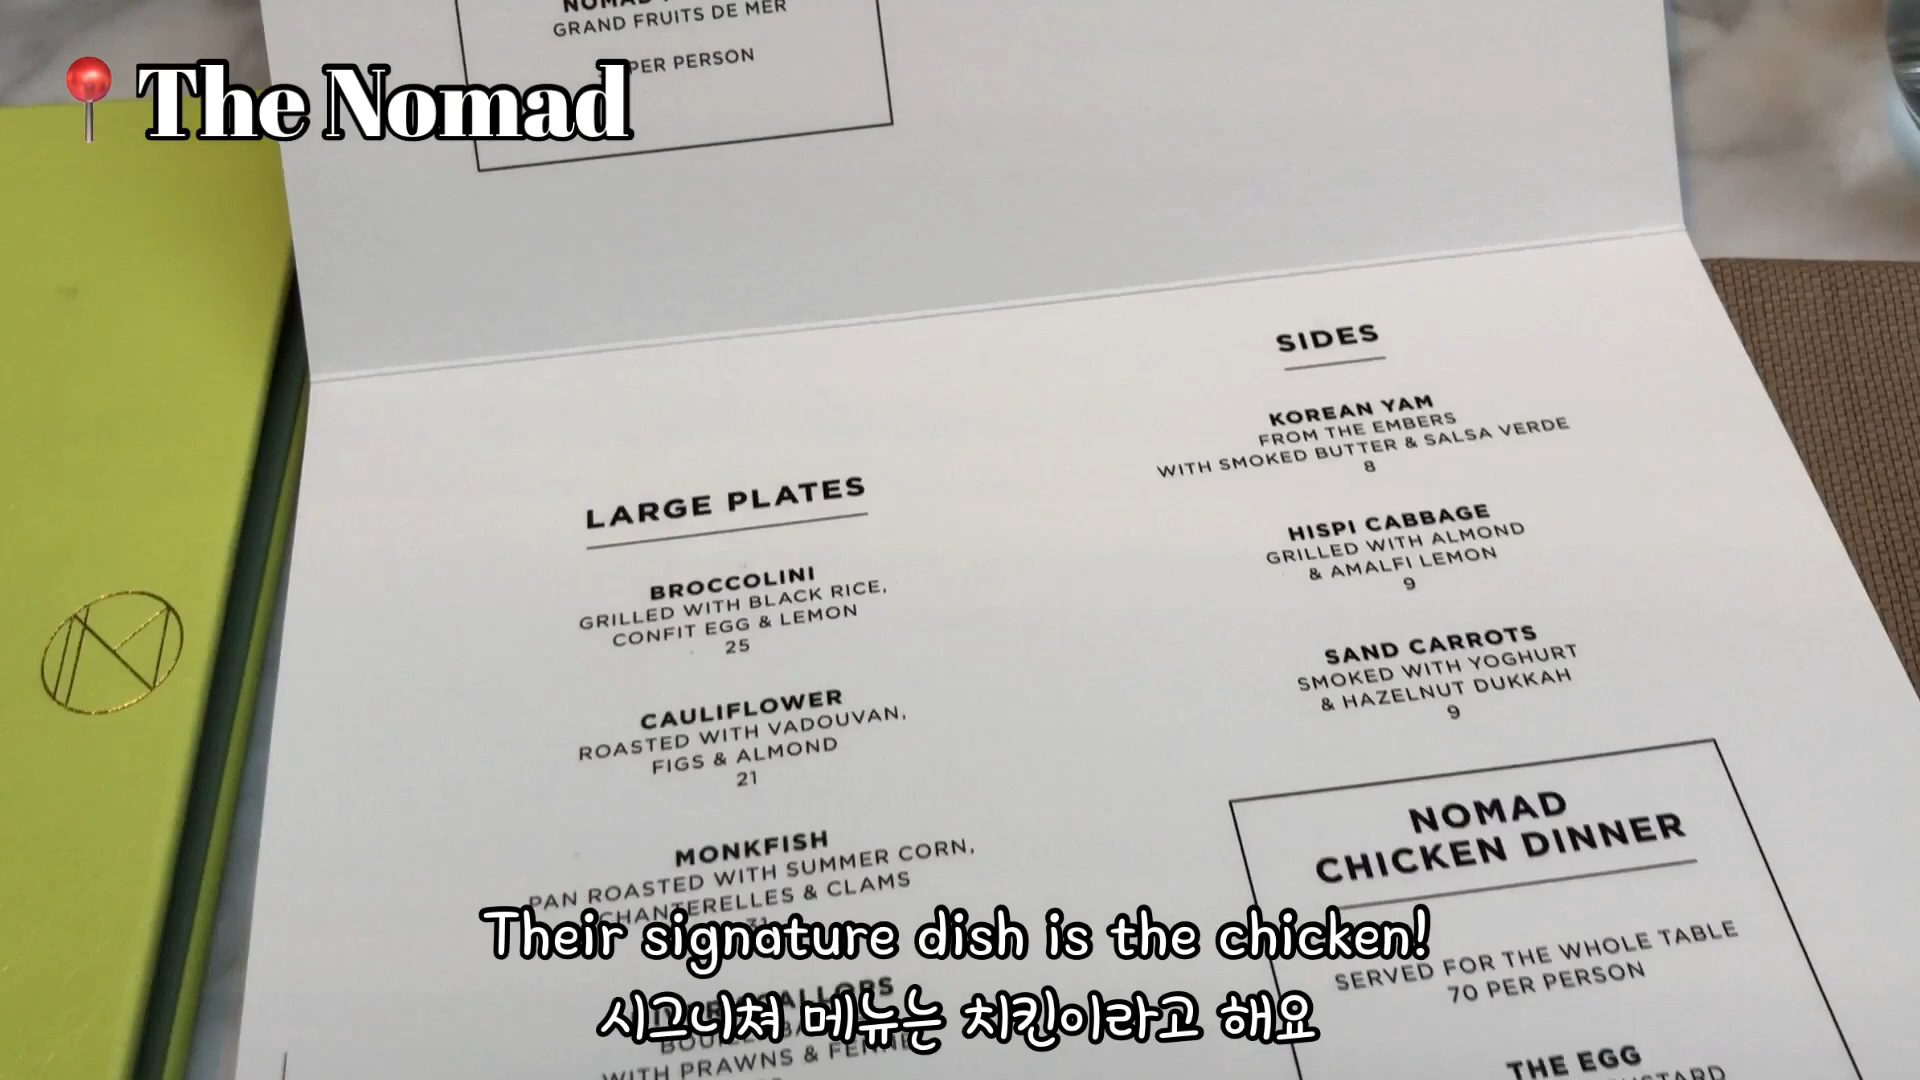 GRAND FRUITS DE MER
PER PERSON
The Nomad
SIDES
KOREAN YAM
FROM THE EMBERS
WITH SMOKED BUTTER & SALSA VERDE
8
HISPI CABBAGE
GRILLED WITH ALMOND
& AMALFI LEMON
9
SAND CARROTS
SMOKED WITH YOGHURT
& HAZELNUT DUKKAH
9
LARGE PLATES
BROCCOLINI
GRILLED WITH BLACK RICE,
CONFIT EGG & LEMON
25
CAULIFLOWER
ROASTED WITH VADOUVAN,
FIGS & ALMOND
21
MONKFISH
PAN ROASTED WITH SUMMER CORN,
CHANTERELLES & CLAMS
WITH PRAWNS &
NOMAD
CHICKEN DINNER
SERVED FOR THE WHOLE TABLE
70 PER PERSON
THE EGG
Their signature dish is the chicken!
시그니쳐 메뉴는 치킨이라고 해요